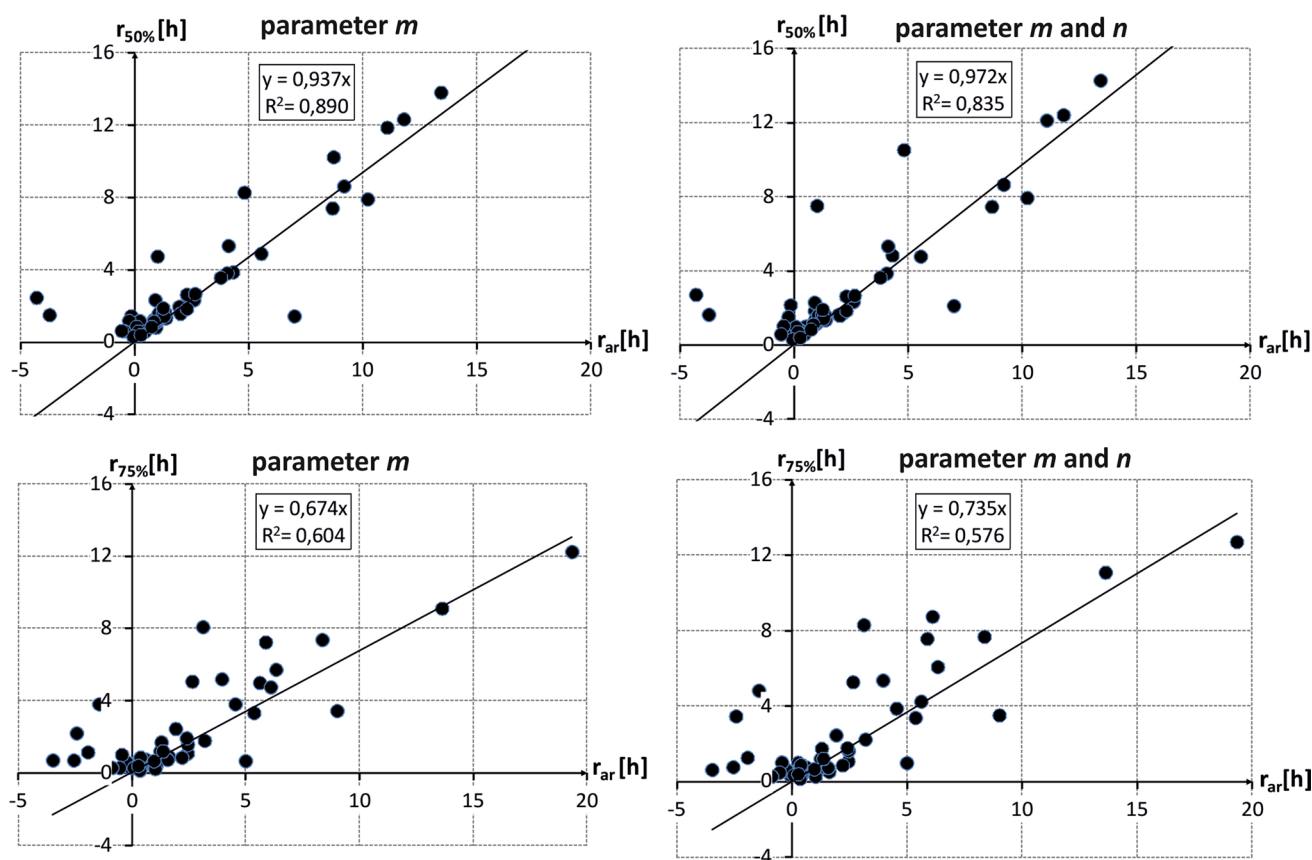 r50%[h] parameter m
16
y = 0,937x
R2= 0,890
12
8
4
0
rar[h]
-5 0 5 10 15 20
-4
r50%[h] parameter m and n
16
y = 0,972x
R2= 0,835
12
8
4
0
rar[h]
-5 0 5 10 15 20
-4
r75%[h] parameter m
16
y = 0,674x
R2= 0,604
12
8
4
0
rar[h]
-5 0 5 10 15 20
-4
r75%[h] parameter m and n
16
y = 0,735x
R2= 0,576
12
8
4
0
rar[h]
-5 0 5 10 15 20
-4